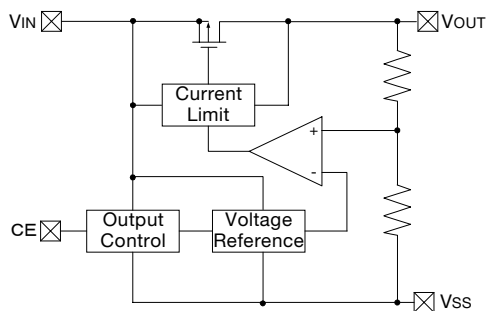 VIN
VOUT
Current
Limit
+
-
CE
Output
Control
Voltage
Reference
VSS